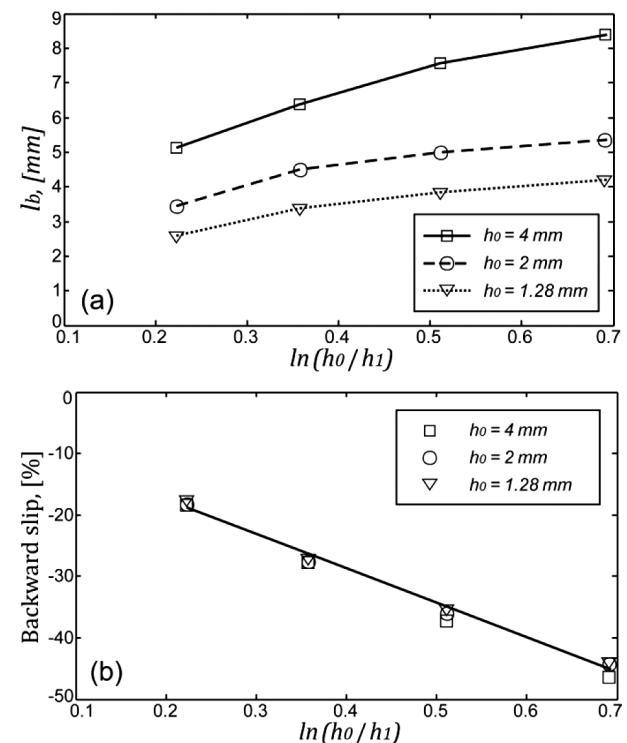 9
8
7
6
5
4
3
2
1
0
l_b, [mm]
(a)
h₀ = 4 mm
h₀ = 2 mm
h₀ = 1.28 mm
0.1 0.2 0.3 0.4 0.5 0.6 0.7
ln(h₀/h₁)
0
-10
-20
-30
-40
-50
Backward slip, [%]
h₀ = 4 mm
h₀ = 2 mm
h₀ = 1.28 mm
(b)
0.1 0.2 0.3 0.4 0.5 0.6 0.7
ln(h₀/h₁)